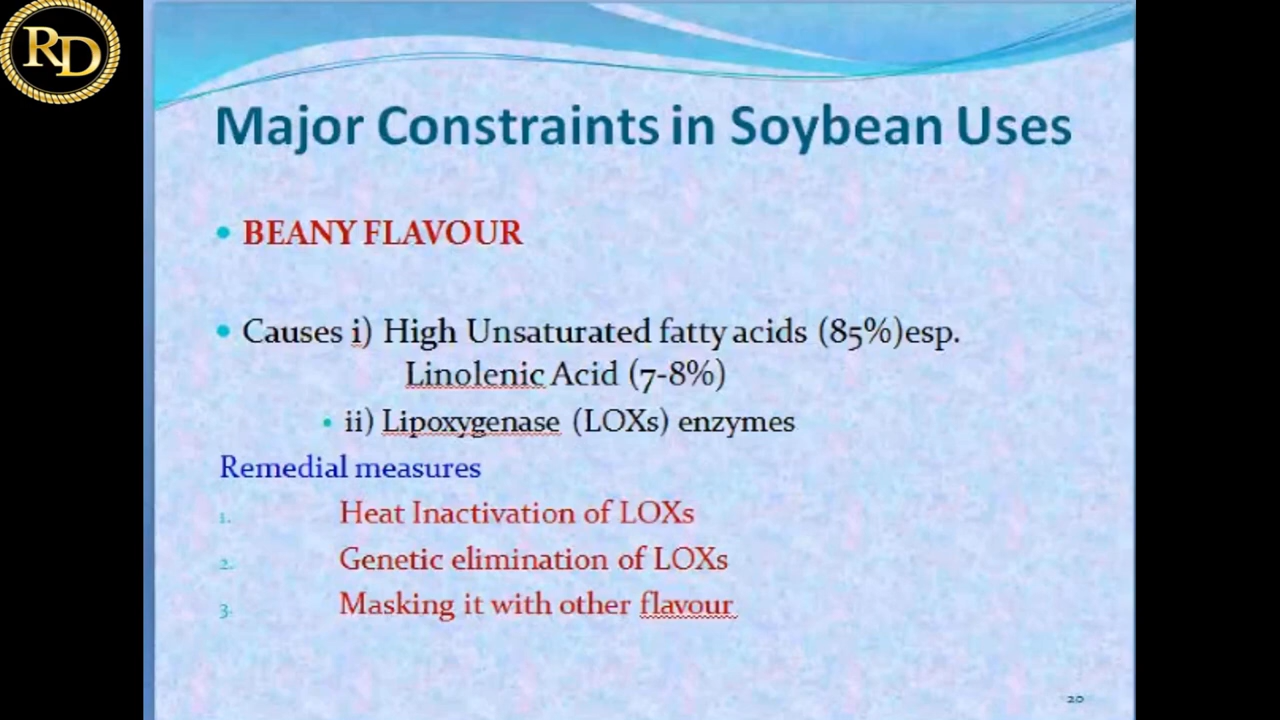 RD
Major Constraints in Soybean Uses
• BEANY FLAVOUR
• Causes i) High Unsaturated fatty acids (85%)esp.
Linolenic Acid (7-8%)
• ii) Lipoxygenase (LOXs) enzymes
Remedial measures
1. Heat Inactivation of LOXs
2. Genetic elimination of LOXs
3. Masking it with other flavour
20